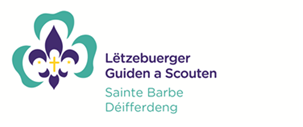 Lëtzebuerger
Guiden a Scouten
Sainte Barbe
Déifferdeng